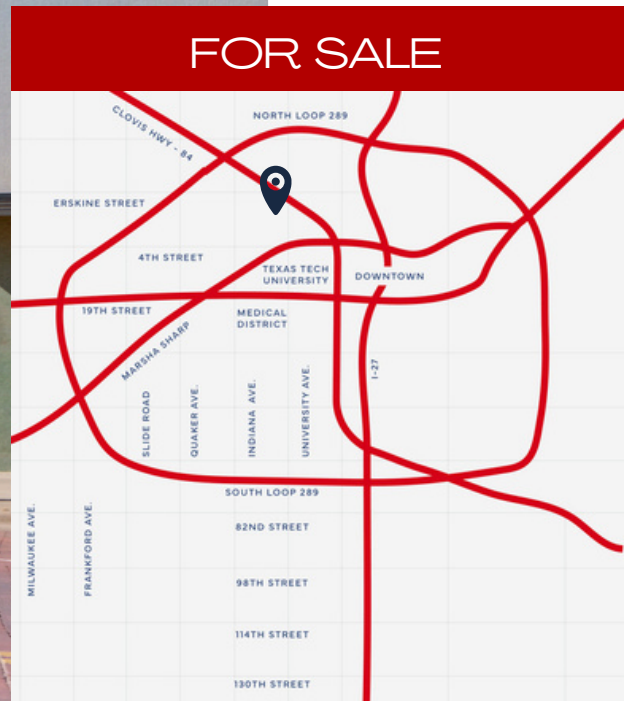 FOR SALE
NORTH LOOP 289
CLOVIS HWY - 84
ERSKINE STREET
4TH STREET
TEXAS TECH
UNIVERSITY
DOWNTOWN
19TH STREET
MEDICAL
DISTRICT
MARSHA SHARP
I-27
SLIDE ROAD
QUAKER AVE.
INDIANA AVE.
UNIVERSITY AVE.
SOUTH LOOP 289
MILWAUKEE AVE.
FRANKFORD AVE.
82ND STREET
98TH STREET
114TH STREET
130TH STREET